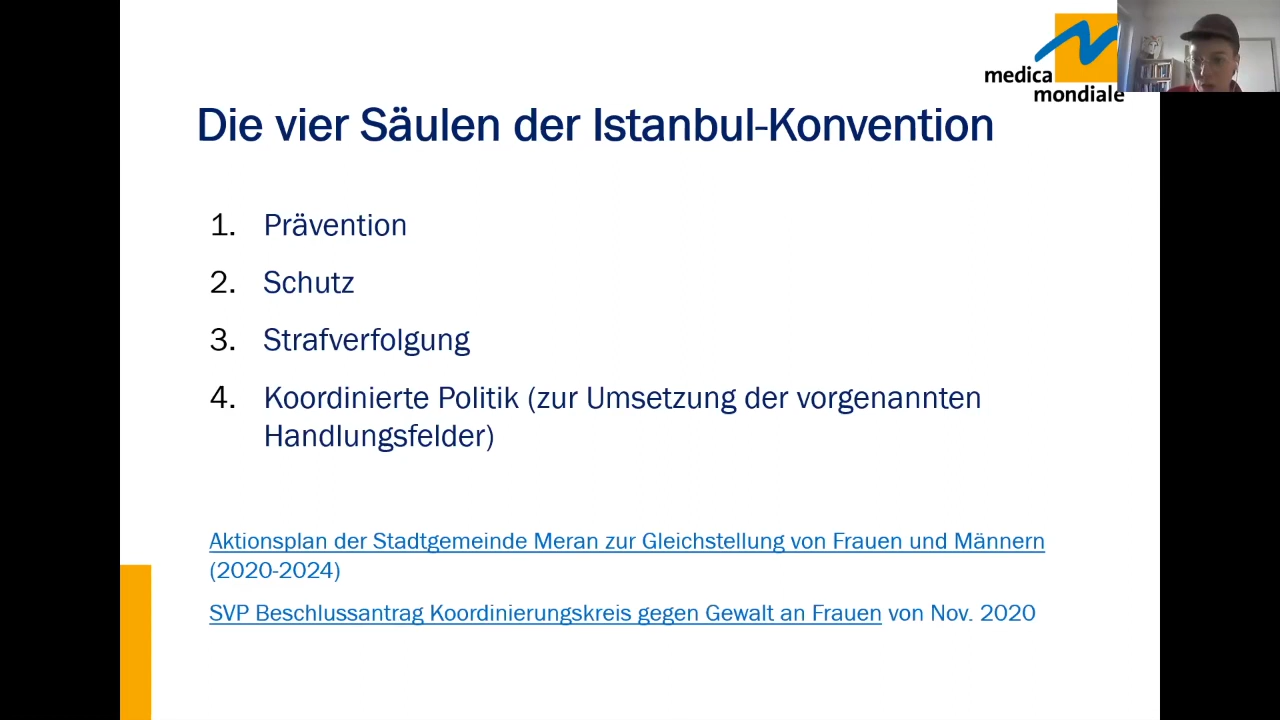 medica
mondiale
Die vier Säulen der Istanbul-Konvention
1. Prävention
2. Schutz
3. Strafverfolgung
4. Koordinierte Politik (zur Umsetzung der vorgenannten
Handlungsfelder)
Aktionsplan der Stadtgemeinde Meran zur Gleichstellung von Frauen und Männern
(2020-2024)
SVP Beschlussantrag Koordinierungskreis gegen Gewalt an Frauen von Nov. 2020